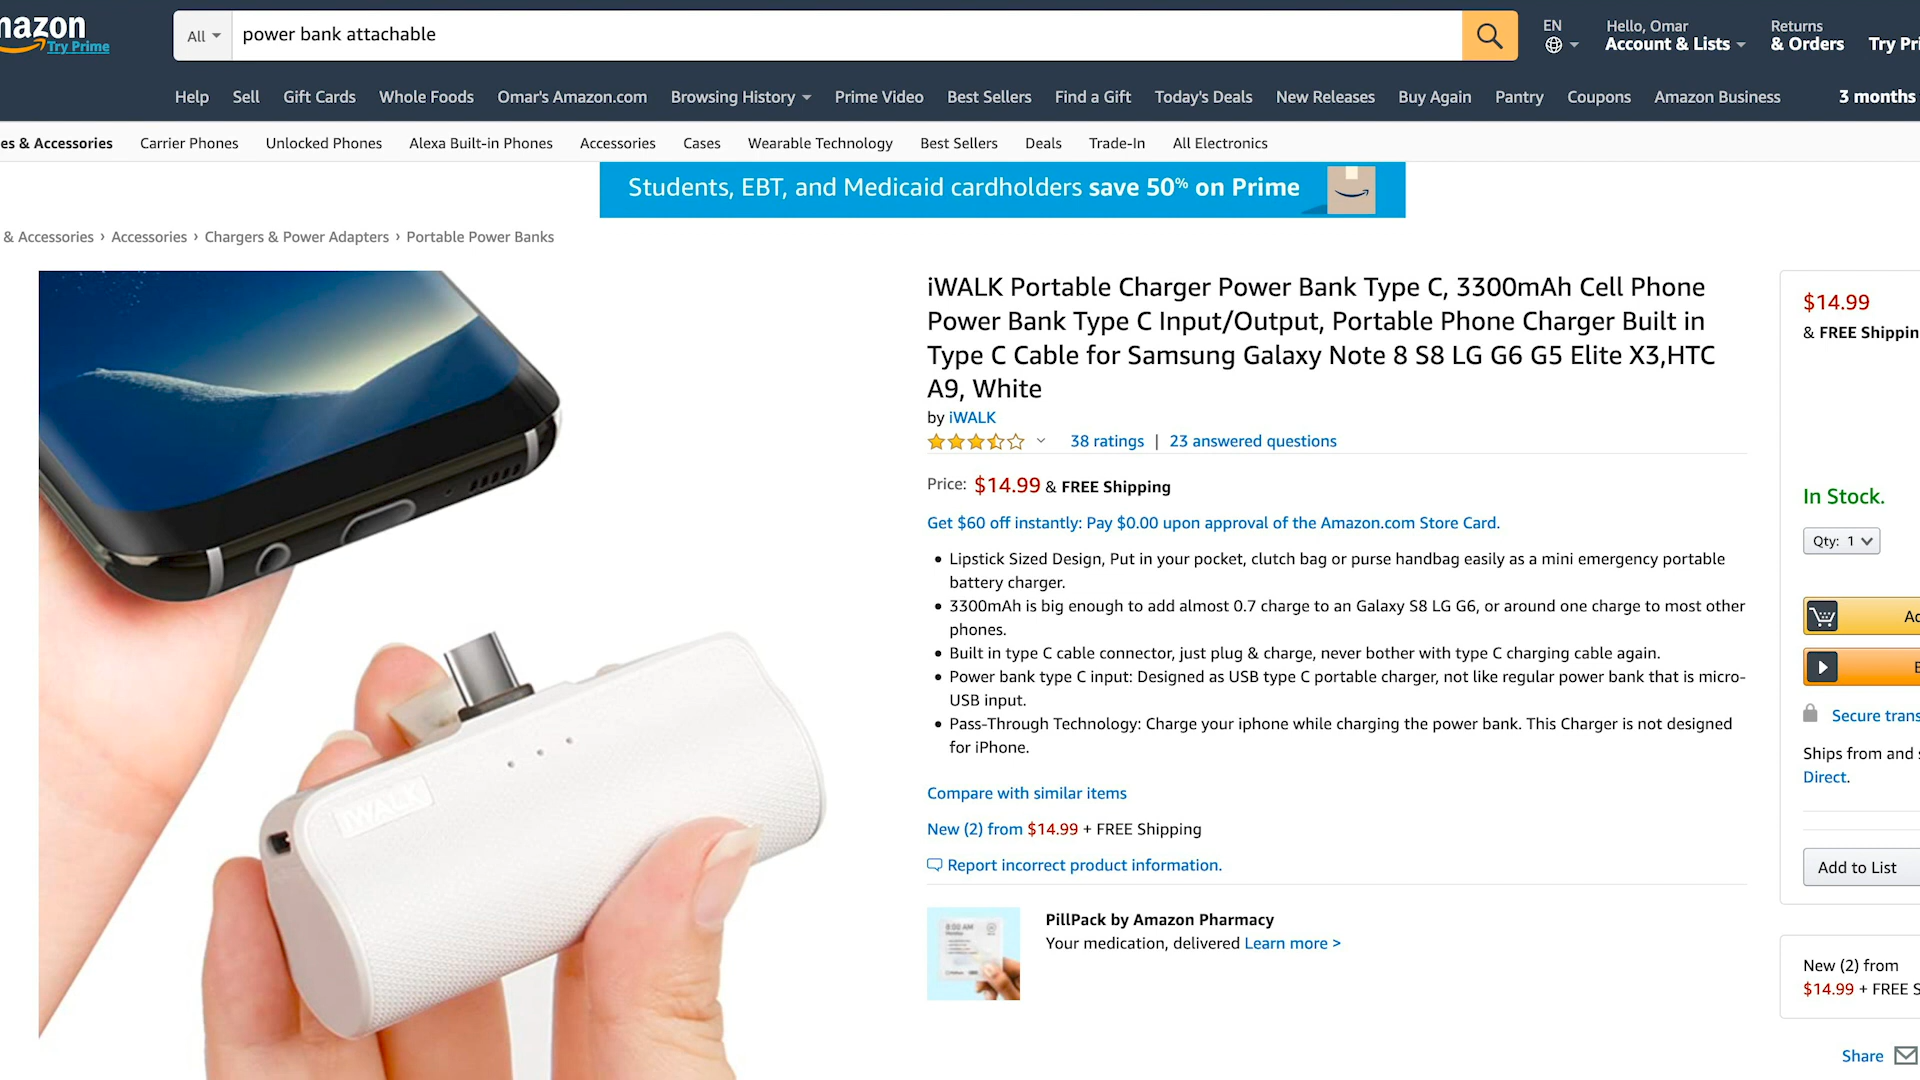 mazon
Try Prime
All
power bank attachable
EN
Hello, Omar
Account & Lists
Returns
& Orders
Try Pri
Help Sell Gift Cards Whole Foods Omar's Amazon.com Browsing History Prime Video Best Sellers Find a Gift Today's Deals New Releases Buy Again Pantry Coupons Amazon Business 3 months
es & Accessories Carrier Phones Unlocked Phones Alexa Built-in Phones Accessories Cases Wearable Technology Best Sellers Deals Trade-In All Electronics
Students, EBT, and Medicaid cardholders save 50% on Prime
& Accessories › Accessories › Chargers & Power Adapters › Portable Power Banks
iWALK
iWALK Portable Charger Power Bank Type C, 3300mAh Cell Phone
Power Bank Type C Input/Output, Portable Phone Charger Built in
Type C Cable for Samsung Galaxy Note 8 S8 LG G6 G5 Elite X3,HTC
A9, White
by iWALK
38 ratings | 23 answered questions
Price: $14.99 & FREE Shipping
Get $60 off instantly: Pay $0.00 upon approval of the Amazon.com Store Card.
• Lipstick Sized Design, Put in your pocket, clutch bag or purse handbag easily as a mini emergency portable
battery charger.
• 3300mAh is big enough to add almost 0.7 charge to an Galaxy S8 LG G6, or around one charge to most other
phones.
• Built in type C cable connector, just plug & charge, never bother with type C charging cable again.
• Power bank type C input: Designed as USB type C portable charger, not like regular power bank that is micro-
USB input.
• Pass-Through Technology: Charge your iphone while charging the power bank. This Charger is not designed
for iPhone.
Compare with similar items
New (2) from $14.99 + FREE Shipping
Report incorrect product information.
PillPack by Amazon Pharmacy
Your medication, delivered Learn more >
$14.99
& FREE Shippin
In Stock.
Qty: 1
Secure trans
Ships from and
Direct.
Add to List
New (2) from
$14.99 + FREE S
Share